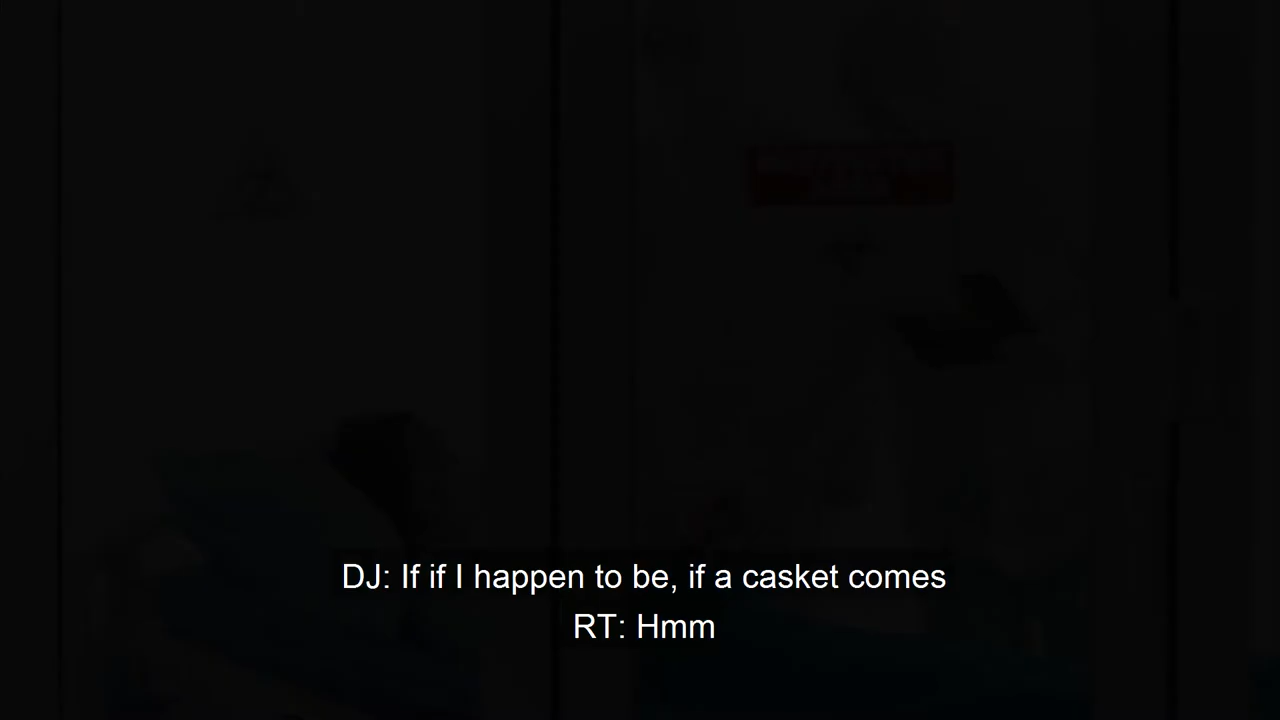 DJ: If if I happen to be, if a casket comes
RT: Hmm